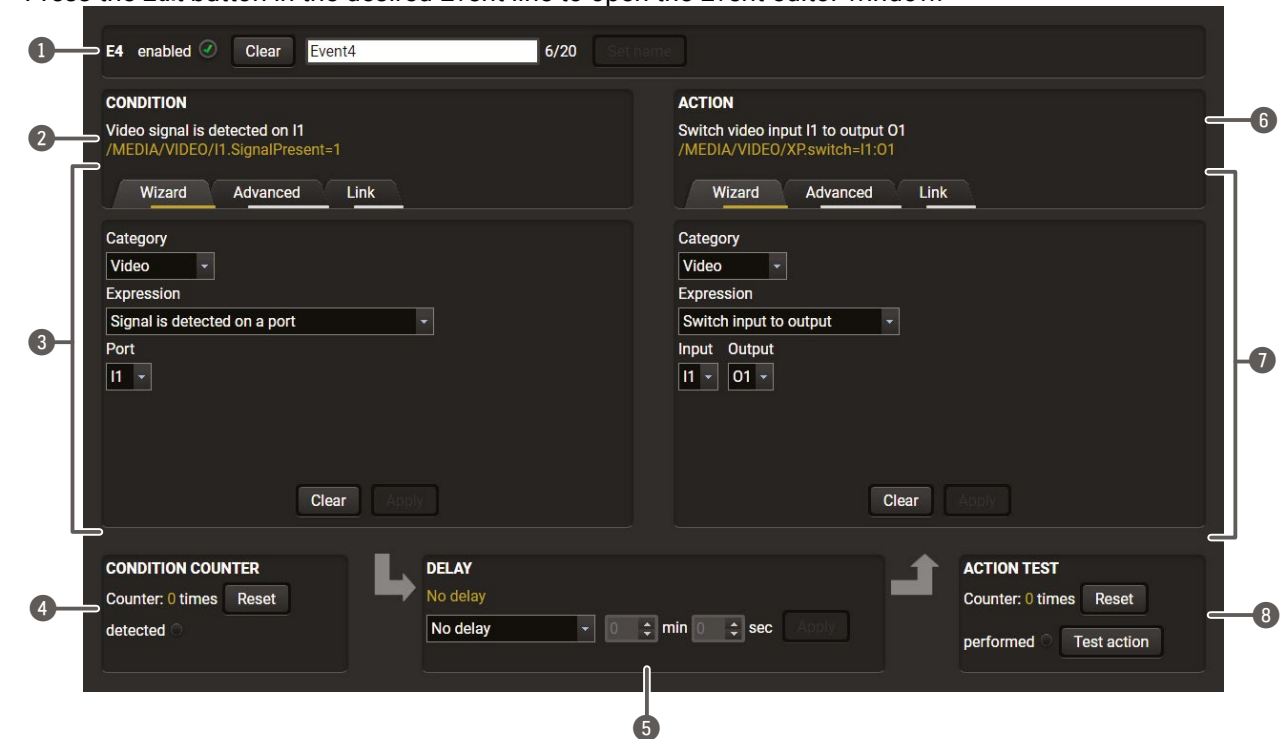 Press the Edit button in the desired Event line to open the Event editor window.
1
E4 enabled Clear Event4 6/20 Set name
CONDITION
Video signal is detected on I1
/MEDIA/VIDEO/I1.SignalPresent=1
2
Wizard Advanced Link
Category
Video
Expression
Signal is detected on a port
3
Port
I1
Clear Apply
ACTION
Switch video input I1 to output O1
/MEDIA/VIDEO/XP.switch=I1:O1
6
Wizard Advanced Link
Category
Video
Expression
Switch input to output
Input Output
I1 O1
7
Clear Apply
CONDITION COUNTER
Counter: 0 times Reset
4
detected
DELAY
No delay
No delay 0 min 0 sec Apply
5
ACTION TEST
Counter: 0 times Reset
8
performed Test action